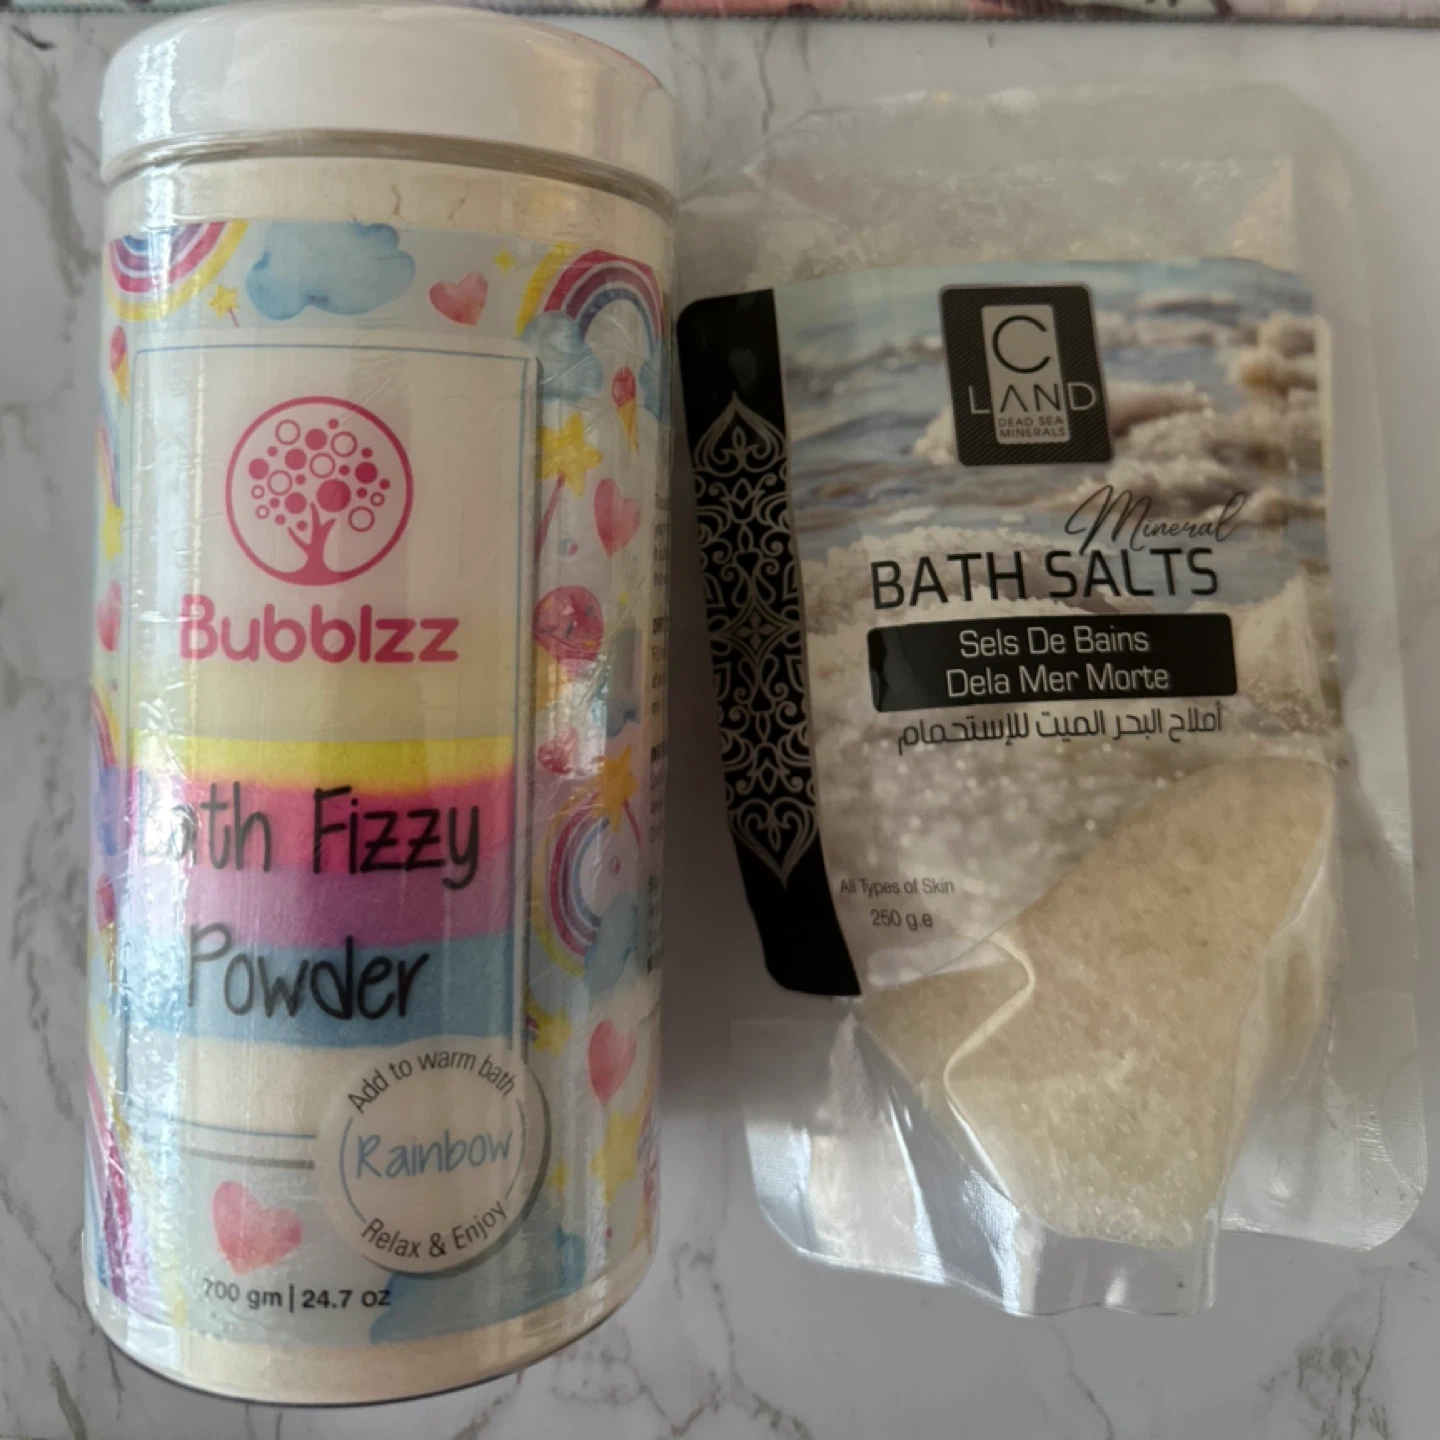 Bubblzz
Bath Fizzy
Powder
Add to warm bath
Rainbow
Relax & Enjoy
700 gm | 24.7 oz
C
LAND
DEAD SEA
MINERALS
Mineral
BATH SALTS
Sels De Bains
Dela Mer Morte
أملاح البحر الميت للإستحمام
All Types of Skin
250 g.e